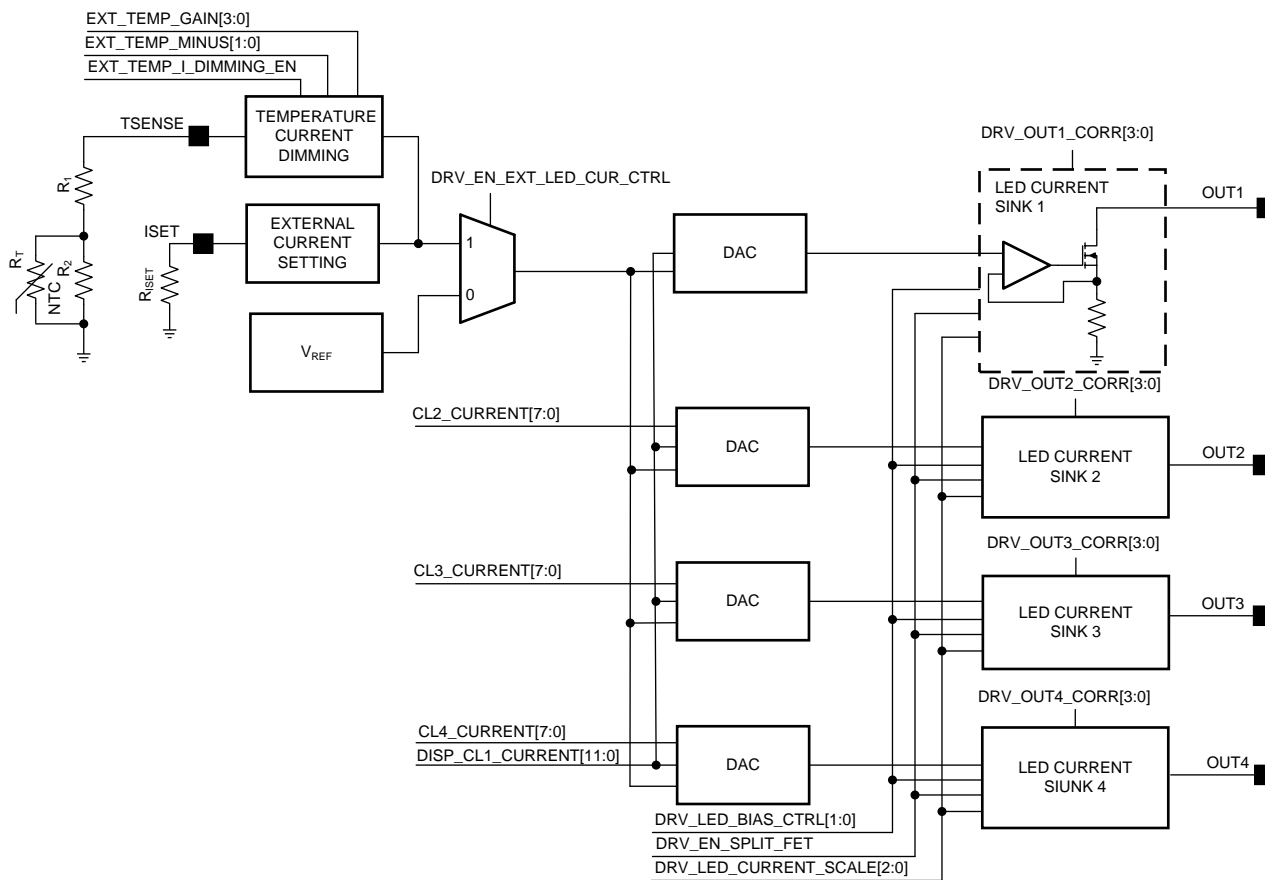 EXT_TEMP_GAIN[3:0]
EXT_TEMP_MINUS[1:0]
EXT_TEMP_I_DIMMING_EN
TSENSE
TEMPERATURE
CURRENT
DIMMING
R1
RT
NTC
R2
ISET
RISET
EXTERNAL
CURRENT
SETTING
VREF
DRV_EN_EXT_LED_CUR_CTRL
1
0
DAC
DRV_OUT1_CORR[3:0]
LED CURRENT
SINK 1
OUT1
CL2_CURRENT[7:0]
DAC
DRV_OUT2_CORR[3:0]
LED CURRENT
SINK 2
OUT2
CL3_CURRENT[7:0]
DAC
DRV_OUT3_CORR[3:0]
LED CURRENT
SINK 3
OUT3
CL4_CURRENT[7:0]
DISP_CL1_CURRENT[11:0]
DAC
DRV_OUT4_CORR[3:0]
LED CURRENT
SIUNK 4
OUT4
DRV_LED_BIAS_CTRL[1:0]
DRV_EN_SPLIT_FET
DRV_LED_CURRENT_SCALE[2:0]